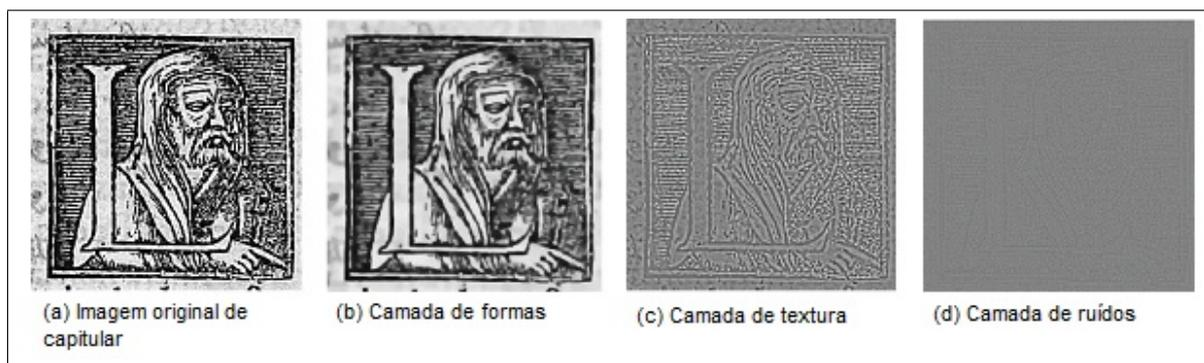 L
(a) Imagem original de capitular
(b) Camada de formas
(c) Camada de textura
(d) Camada de ruídos